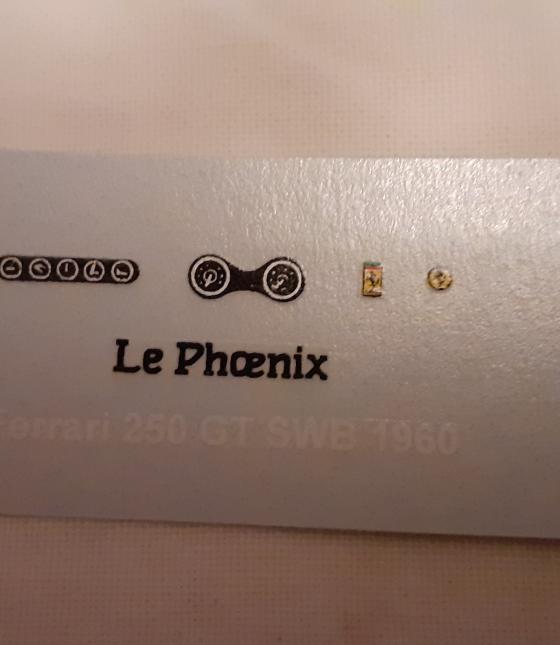 Le Phœnix
Ferrari 250 GT SWB 1960